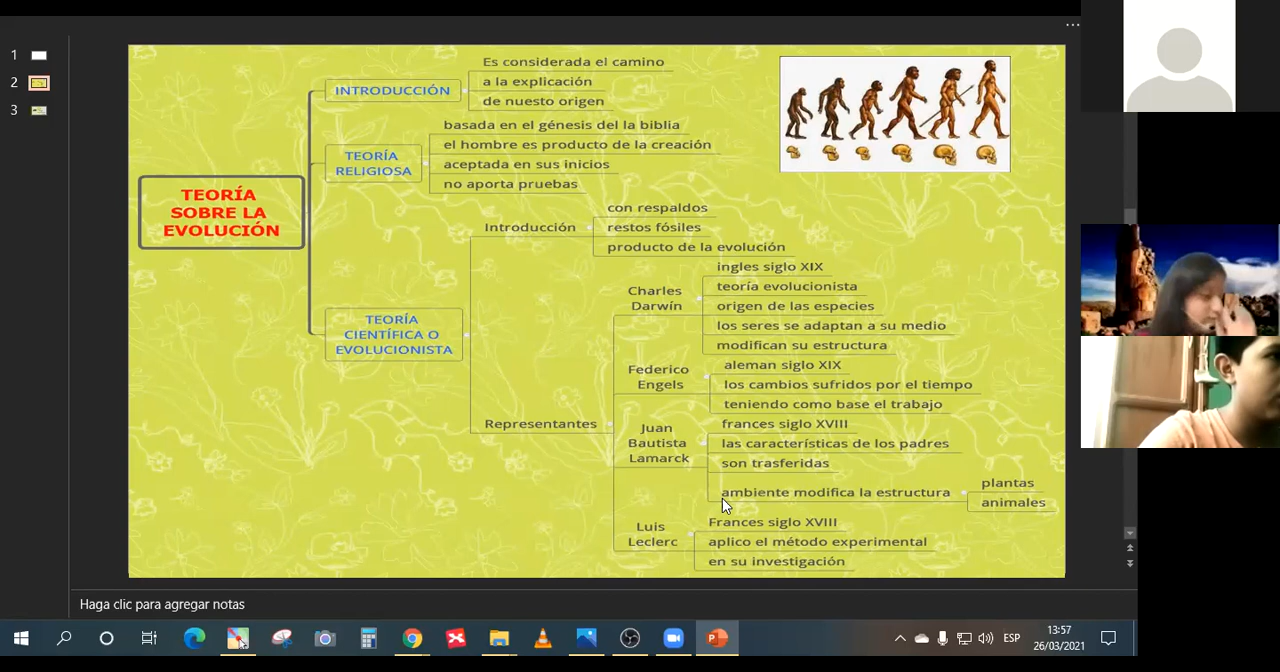 1
2
3
TEORÍA
SOBRE LA
EVOLUCIÓN
INTRODUCCIÓN
Es considerada el camino
a la explicación
de nuesto origen
TEORÍA
RELIGIOSA
basada en el génesis del la biblia
el hombre es producto de la creación
aceptada en sus inicios
no aporta pruebas
TEORÍA
CIENTÍFICA O
EVOLUCIONISTA
Introducción
con respaldos
restos fósiles
producto de la evolución
Representantes
Charles
Darwín
ingles siglo XIX
teoría evolucionista
origen de las especies
los seres se adaptan a su medio
modifican su estructura
Federico
Engels
aleman siglo XIX
los cambios sufridos por el tiempo
teniendo como base el trabajo
Juan
Bautista
Lamarck
frances siglo XVIII
las características de los padres
son trasferidas
ambiente modifica la estructura
plantas
animales
Luis
Leclerc
Frances siglo XVIII
aplico el método experimental
en su investigación
Haga clic para agregar notas
ESP
13:57
26/03/2021